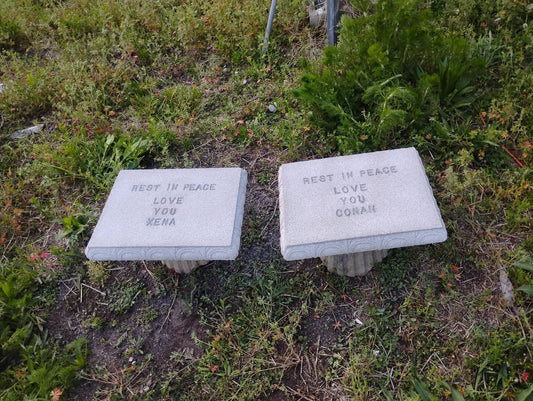 REST IN PEACE
LOVE
YOU
XENA
REST IN PEACE
LOVE
YOU
CONAN